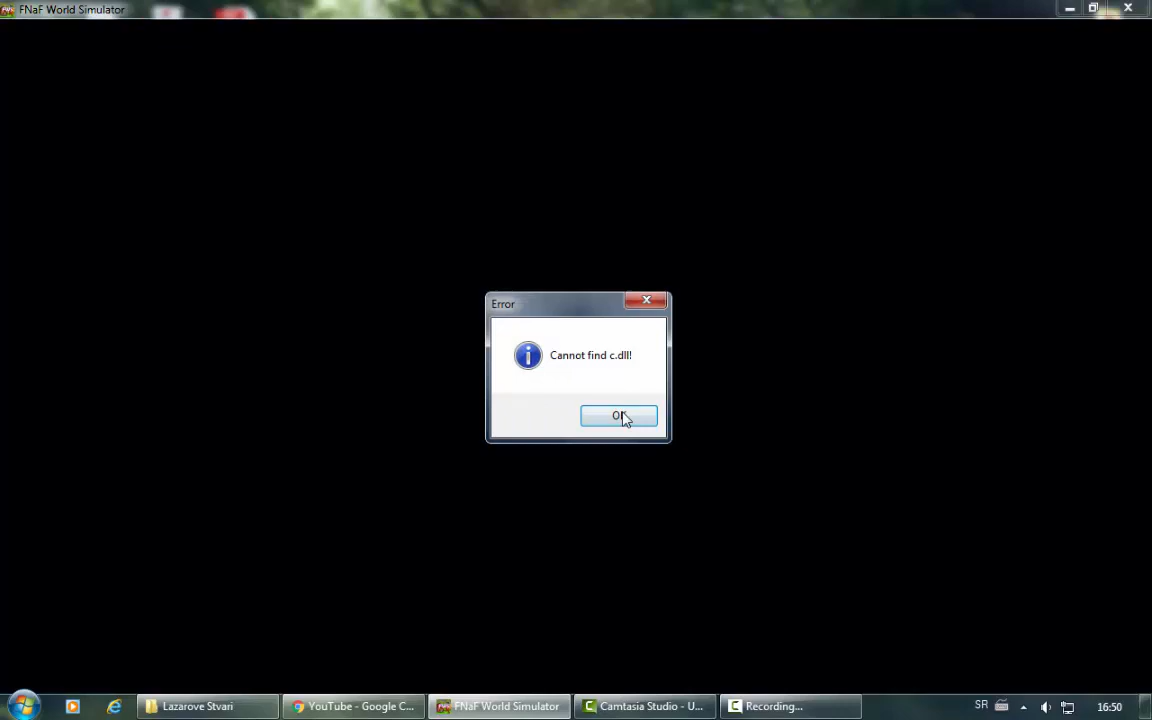 FNaF World Simulator
Error
Cannot find c.dll!
Lazarove Stvari
YouTube - Google C...
FNaF World Simulator
Camtasia Studio - U...
Recording...
SR
16:50